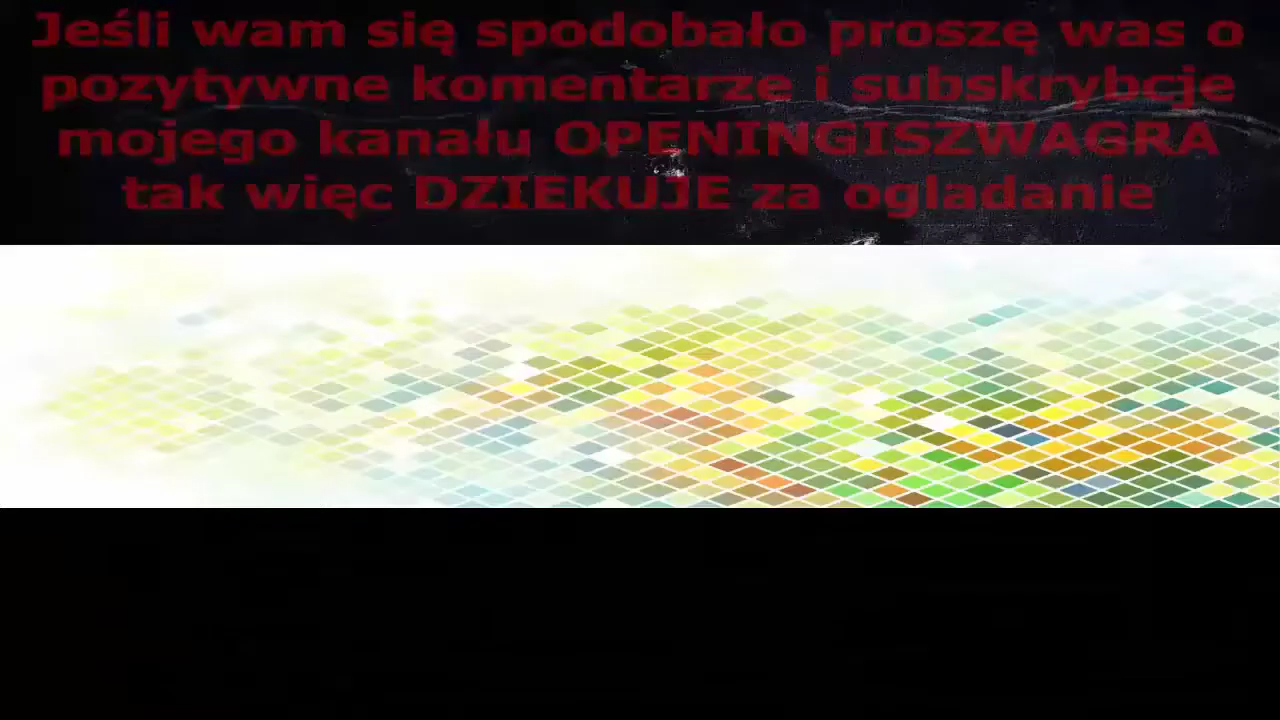 Jeśli wam się spodobało proszę was o
pozytywne komentarze i subskrybcje
mojego kanału OPENINGISZWAGRA
tak więc DZIEKUJE za ogladanie